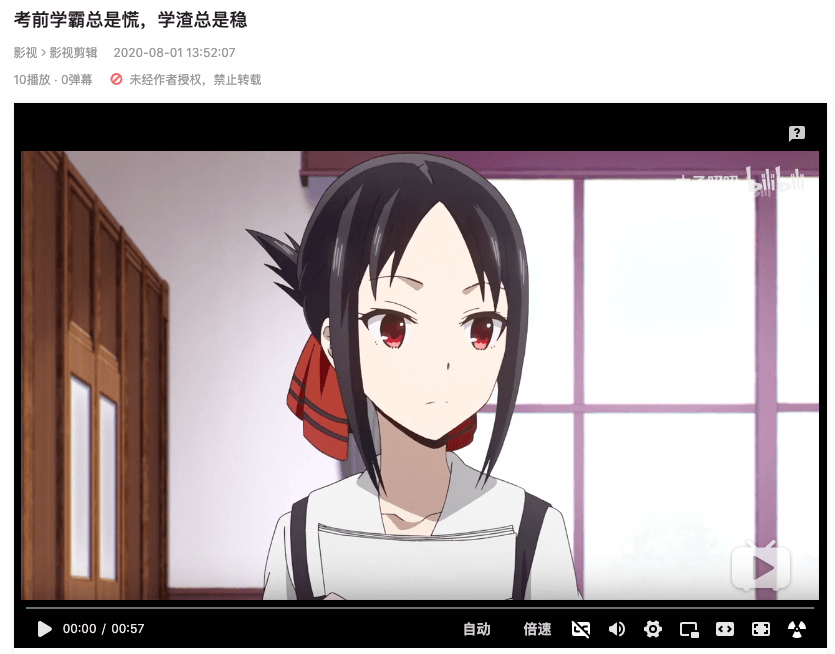 考前学霸总是慌，学渣总是稳
影视 > 影视剪辑 2020-08-01 13:52:07
10播放 · 0弹幕 未经作者授权，禁止转载
bilibili
00:00 / 00:57 自动 倍速